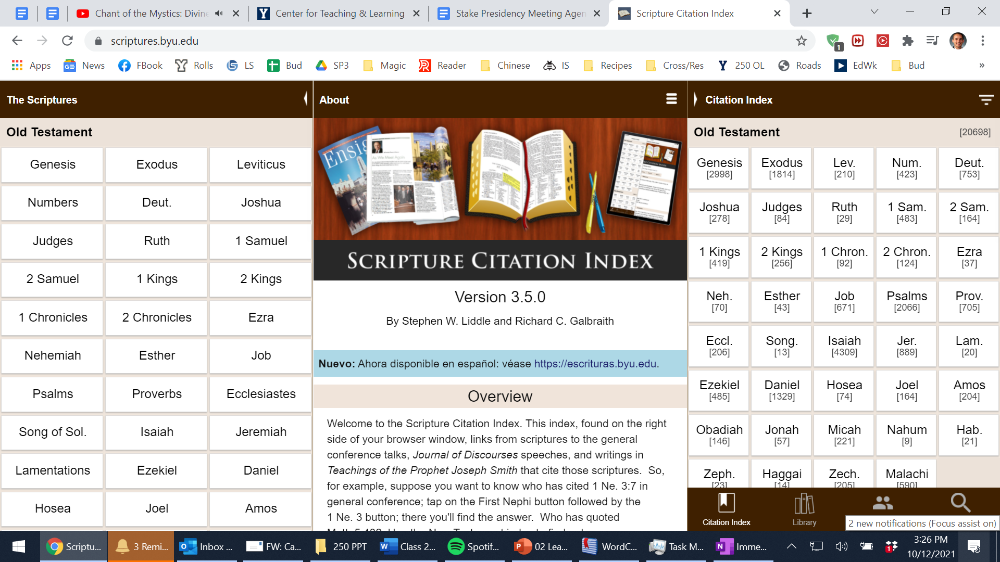 Chant of the Mystics: Divine
Center for Teaching & Learning
Stake Presidency Meeting Agen
Scripture Citation Index
scriptures.byu.edu
1
Apps
News
FBook
Rolls
LS
Bud
SP3
Magic
Reader
Chinese
IS
Recipes
Cross/Res
250 OL
Roads
EdWk
Bud
»
The Scriptures
Old Testament
Genesis Exodus Leviticus
Numbers Deut. Joshua
Judges Ruth 1 Samuel
2 Samuel 1 Kings 2 Kings
1 Chronicles 2 Chronicles Ezra
Nehemiah Esther Job
Psalms Proverbs Ecclesiastes
Song of Sol. Isaiah Jeremiah
Lamentations Ezekiel Daniel
Hosea Joel Amos
About
Ensig
As We Meet Again
SCRIPTURE CITATION INDEX
Version 3.5.0
By Stephen W. Liddle and Richard C. Galbraith
Nuevo: Ahora disponible en español: véase https://escrituras.byu.edu.
Overview
Welcome to the Scripture Citation Index. This index, found on the right
side of your browser window, links from scriptures to the general
conference talks, Journal of Discourses speeches, and writings in
Teachings of the Prophet Joseph Smith that cite those scriptures. So,
for example, suppose you want to know who has cited 1 Ne. 3:7 in
general conference; tap on the First Nephi button followed by the
1 Ne. 3 button; there you'll find the answer. Who has quoted
Citation Index
Old Testament [20698]
Genesis Exodus Lev. Num. Deut.
[2998] [1814] [210] [423] [753]
Joshua Judges Ruth 1 Sam. 2 Sam.
[278] [84] [29] [483] [164]
1 Kings 2 Kings 1 Chron. 2 Chron. Ezra
[419] [256] [92] [124] [37]
Neh. Esther Job Psalms Prov.
[70] [43] [671] [2066] [705]
Eccl. Song. Isaiah Jer. Lam.
[206] [13] [4309] [889] [20]
Ezekiel Daniel Hosea Joel Amos
[485] [1329] [74] [164] [204]
Obadiah Jonah Micah Nahum Hab.
[146] [57] [221] [9] [21]
Zeph. Haggai Zech. Malachi
[23] [14] [205] [590]
Citation Index
Library
2 new notifications (Focus assist on)
Scriptu...
3 Remi...
Inbox ...
FW: Ca...
250 PPT
Class 2...
Spotif...
02 Lea...
WordC...
Task M...
Imme...
1
3:26 PM
10/12/2021